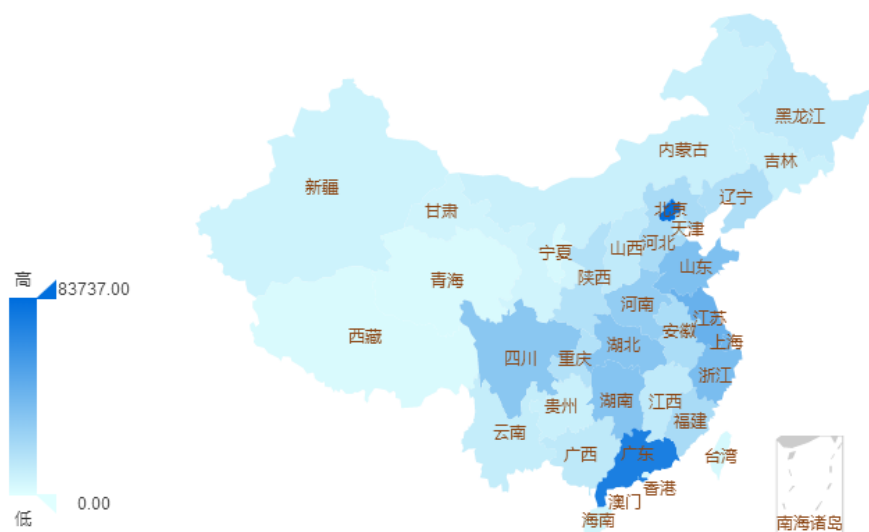 黑龙江
内蒙古
吉林
新疆
辽宁
北京
甘肃
天津
河北
山西
宁夏
山东
陕西
青海
高
83737.00
河南
江苏
安徽
西藏
上海
湖北
四川
重庆
浙江
湖南
江西
贵州
福建
云南
广西
广东
台湾
香港
澳门
0.00
低
海南
南海诸岛